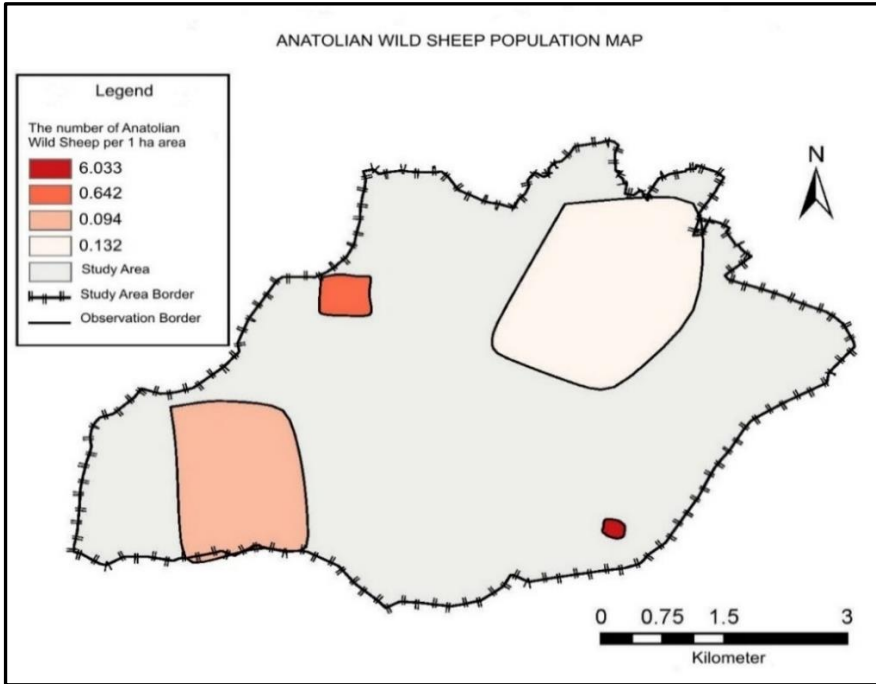 ANATOLIAN WILD SHEEP POPULATION MAP
Legend
The number of Anatolian
Wild Sheep per 1 ha area
6.033
0.642
0.094
0.132
Study Area
Study Area Border
Observation Border
N
0 0.75 1.5 3
Kilometer